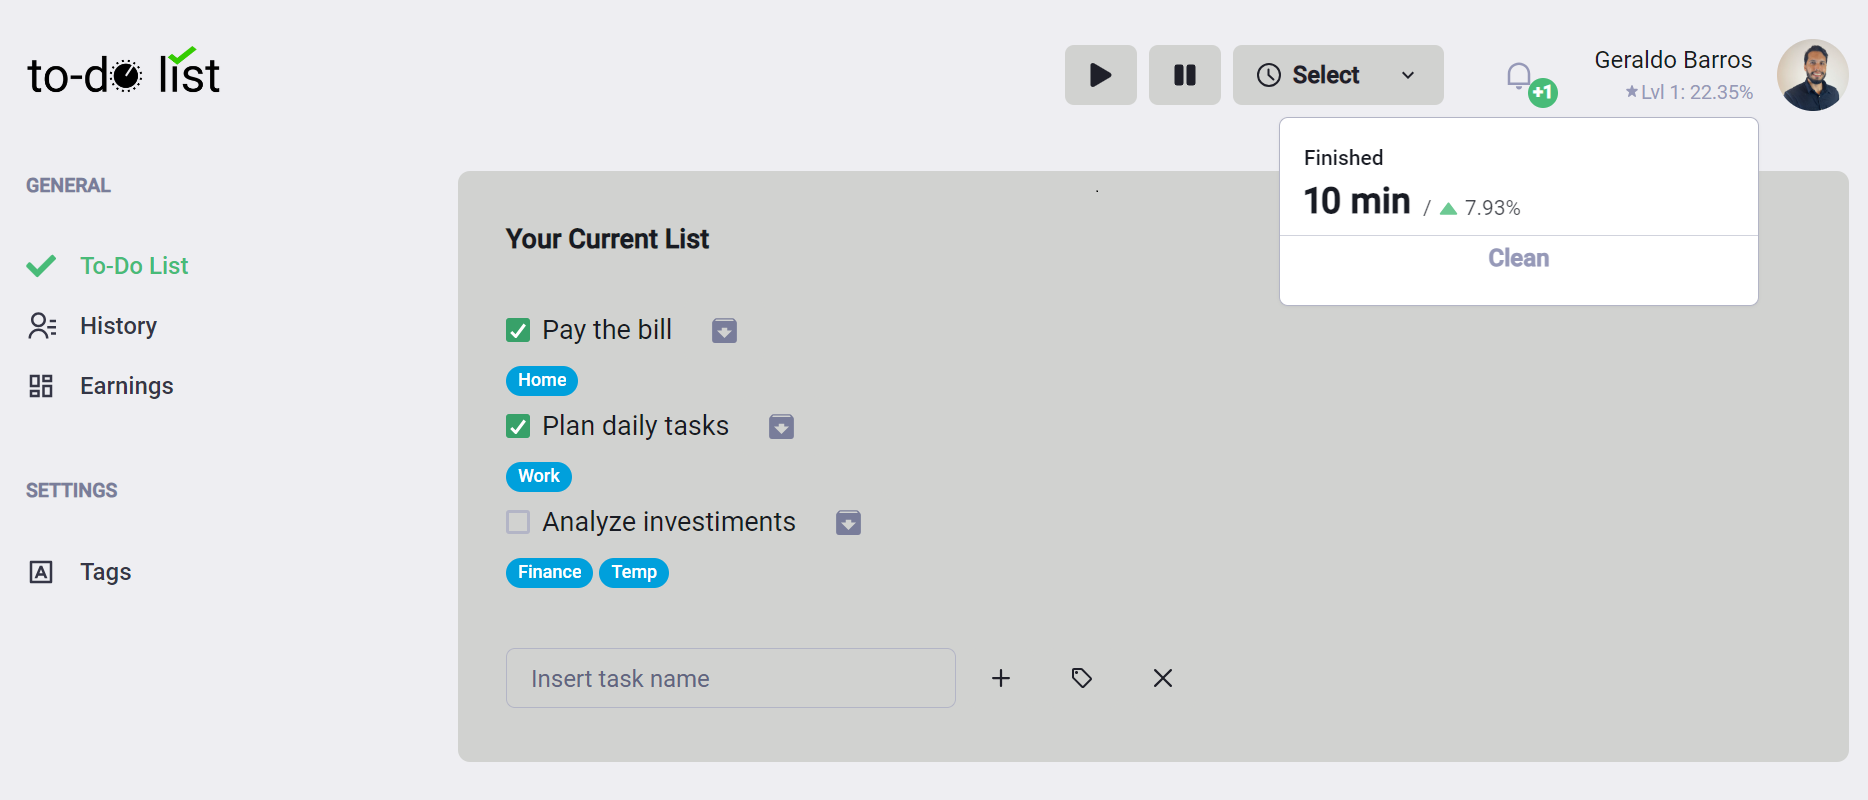 to-do list
Select
+1
Geraldo Barros
Lvl 1: 22.35%
Finished
10 min / 7.93%
Clean
GENERAL
To-Do List
History
Earnings
SETTINGS
Tags
Your Current List
Pay the bill
Home
Plan daily tasks
Work
Analyze investiments
Finance Temp
Insert task name